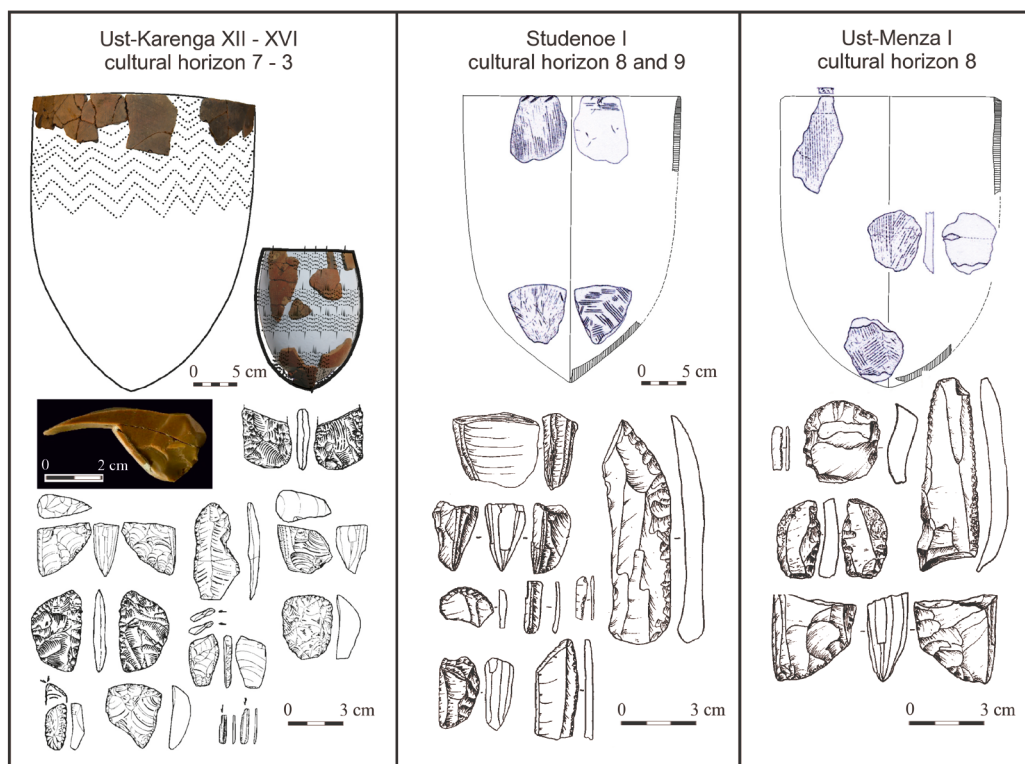 Ust-Karenga XII - XVI
cultural horizon 7 - 3
0 5 cm
0 2 cm
0 3 cm
Studenoe I
cultural horizon 8 and 9
0 5 cm
0 3 cm
Ust-Menza I
cultural horizon 8
0 3 cm